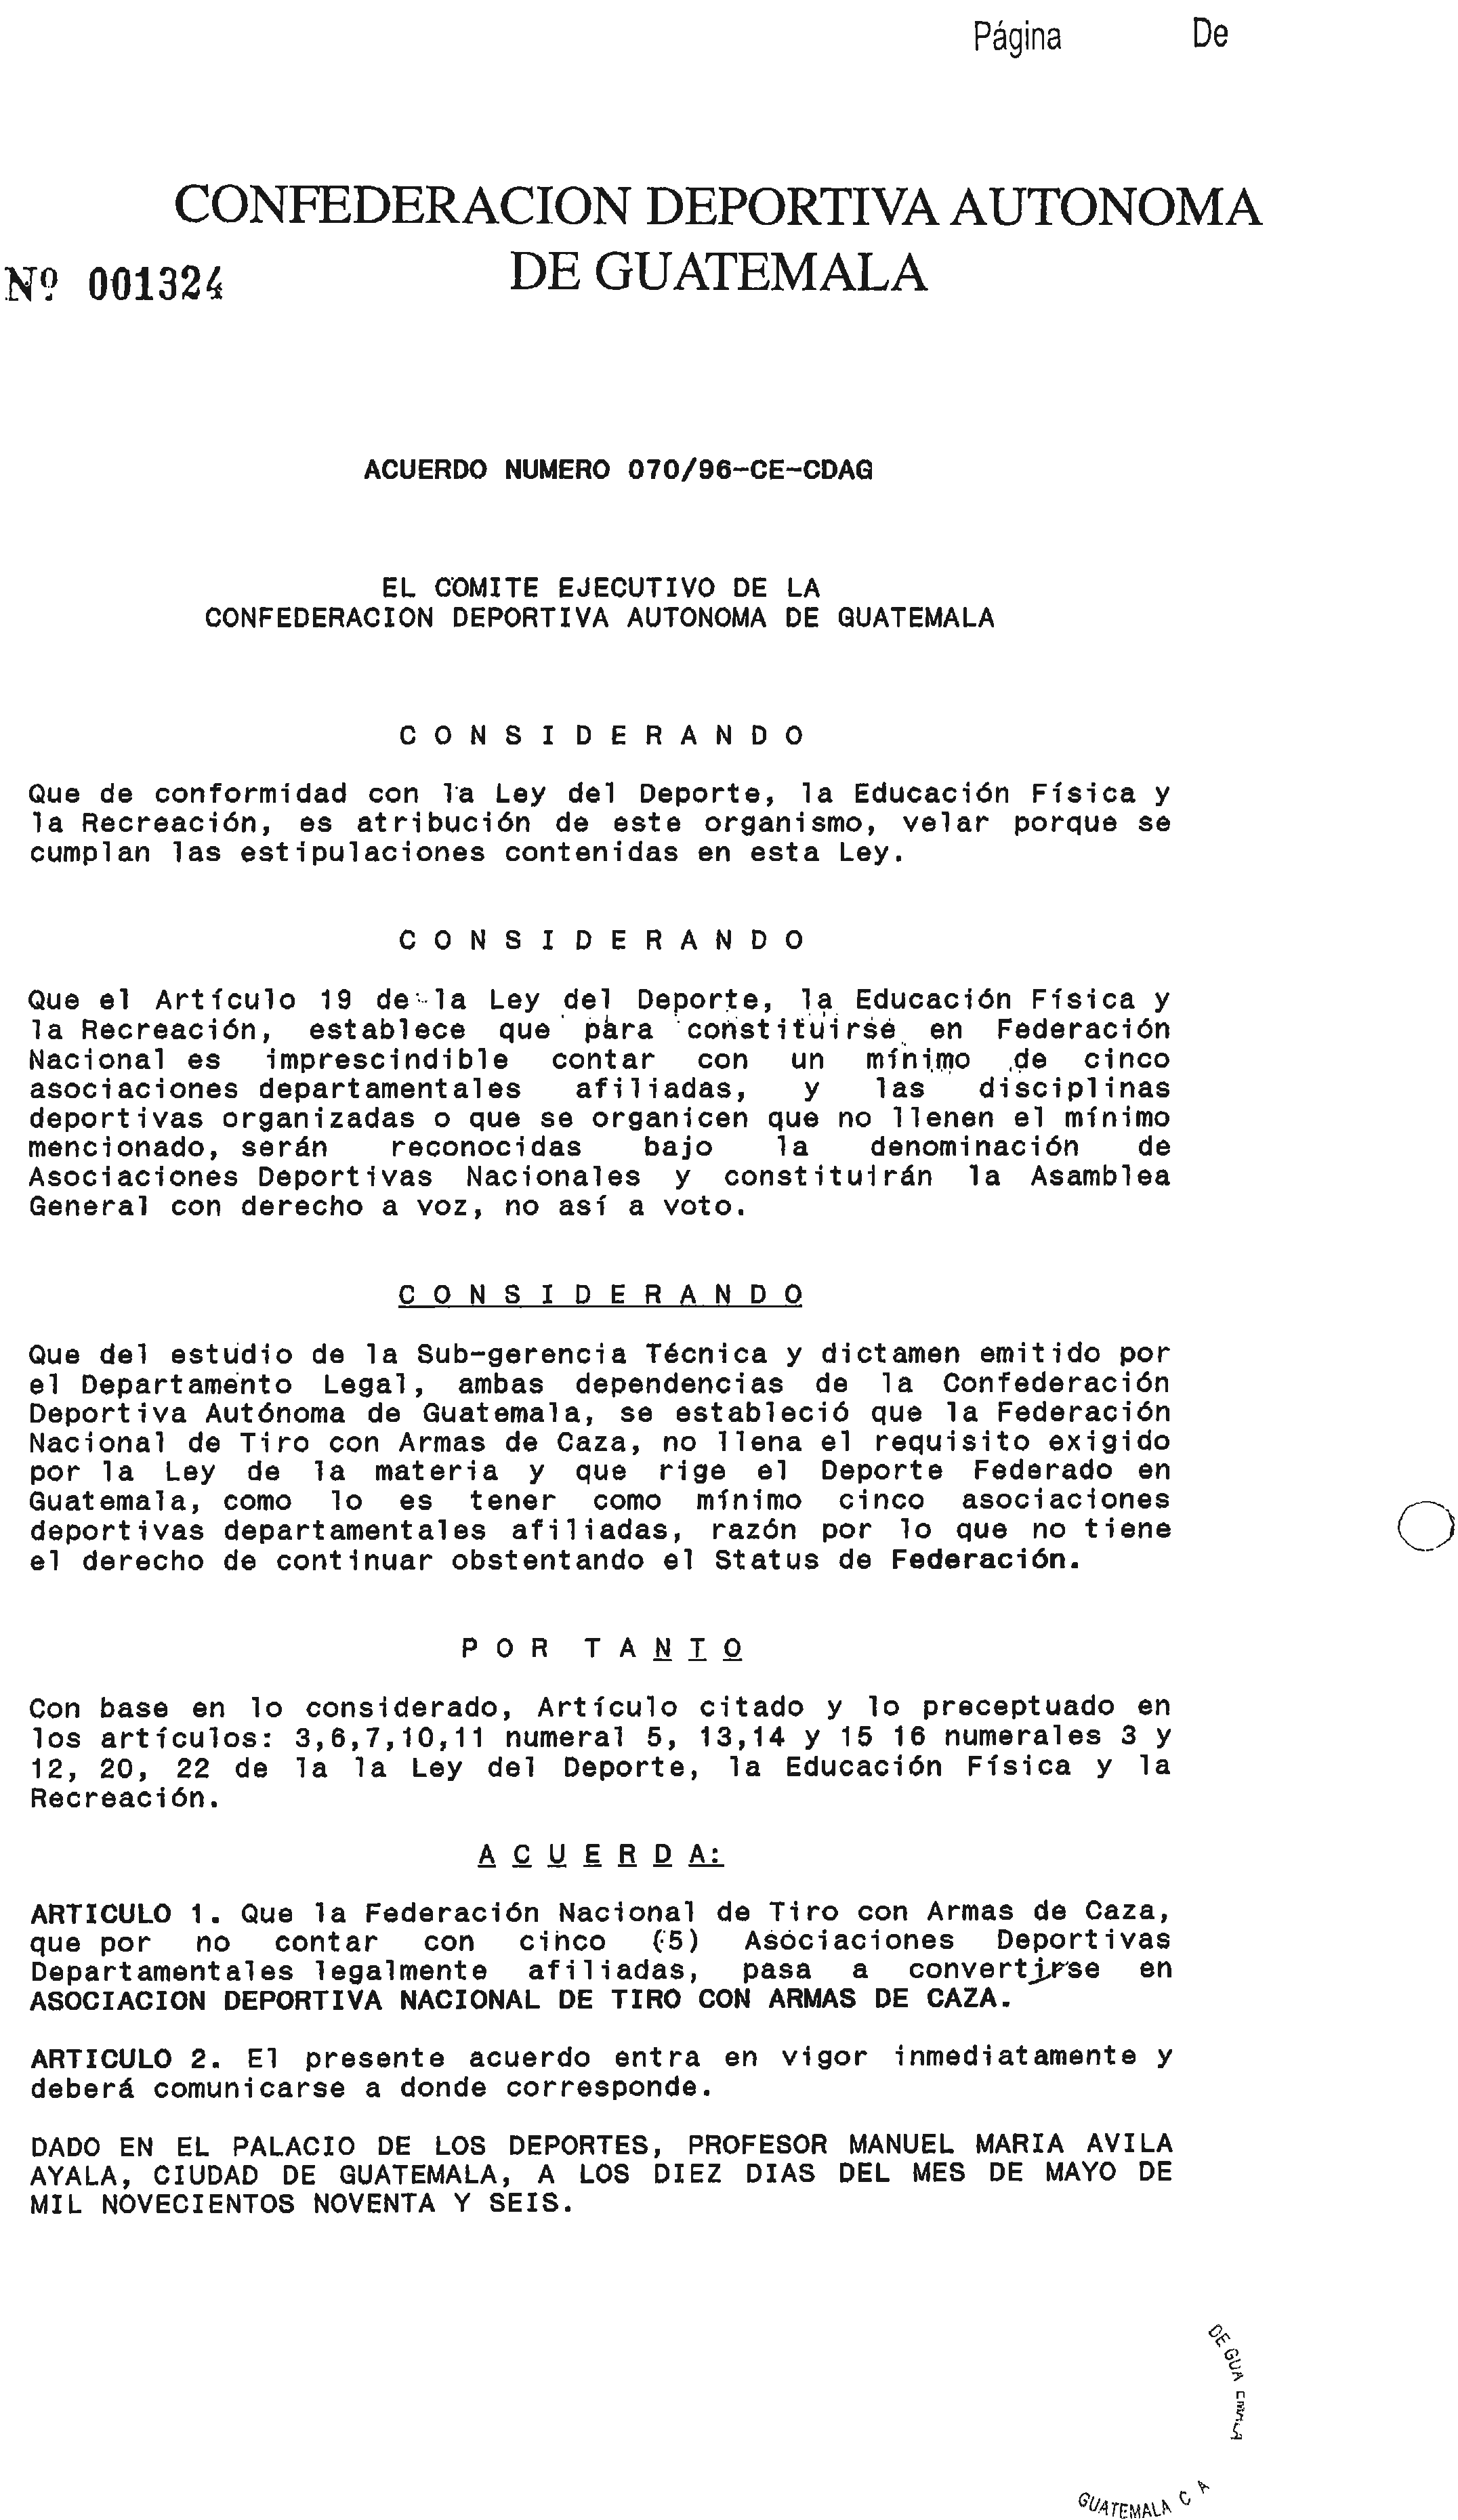 Página De
CONFEDERACION DEPORTIVA AUTONOMA
DE GUATEMALA
Nº 001324
ACUERDO NUMERO 070/96-CE-CDAG
EL COMITE EJECUTIVO DE LA
CONFEDERACION DEPORTIVA AUTONOMA DE GUATEMALA
C O N S I D E R A N D O
Que de conformidad con la Ley del Deporte, la Educación Física y
la Recreación, es atribución de este organismo, velar porque se
cumplan las estipulaciones contenidas en esta Ley.
C O N S I D E R A N D O
Que el Artículo 19 de la Ley del Deporte, la Educación Física y
la Recreación, establece que para constituirse en Federación
Nacional es imprescindible contar con un mínimo de cinco
asociaciones departamentales afiliadas, y las disciplinas
deportivas organizadas o que se organicen que no llenen el mínimo
mencionado, serán reconocidas bajo la denominación de
Asociaciones Deportivas Nacionales y constituirán la Asamblea
General con derecho a voz, no así a voto.
C O N S I D E R A N D O
Que del estudio de la Sub-gerencia Técnica y dictamen emitido por
el Departamento Legal, ambas dependencias de la Confederación
Deportiva Autónoma de Guatemala, se estableció que la Federación
Nacional de Tiro con Armas de Caza, no llena el requisito exigido
por la Ley de la materia y que rige el Deporte Federado en
Guatemala, como lo es tener como mínimo cinco asociaciones
deportivas departamentales afiliadas, razón por lo que no tiene
el derecho de continuar obstentando el Status de Federación.
P O R T A N T O
Con base en lo considerado, Artículo citado y lo preceptuado en
los artículos: 3,6,7,10,11 numeral 5, 13,14 y 15 16 numerales 3 y
12, 20, 22 de la la Ley del Deporte, la Educación Física y la
Recreación.
A C U E R D A:
ARTICULO 1. Que la Federación Nacional de Tiro con Armas de Caza,
que por no contar con cinco (5) Asociaciones Deportivas
Departamentales legalmente afiliadas, pasa a convertirse en
ASOCIACION DEPORTIVA NACIONAL DE TIRO CON ARMAS DE CAZA.
ARTICULO 2. El presente acuerdo entra en vigor inmediatamente y
deberá comunicarse a donde corresponde.
DADO EN EL PALACIO DE LOS DEPORTES, PROFESOR MANUEL MARIA AVILA
AYALA, CIUDAD DE GUATEMALA, A LOS DIEZ DIAS DEL MES DE MAYO DE
MIL NOVECIENTOS NOVENTA Y SEIS.
DE GUA
GUATEMALA C A